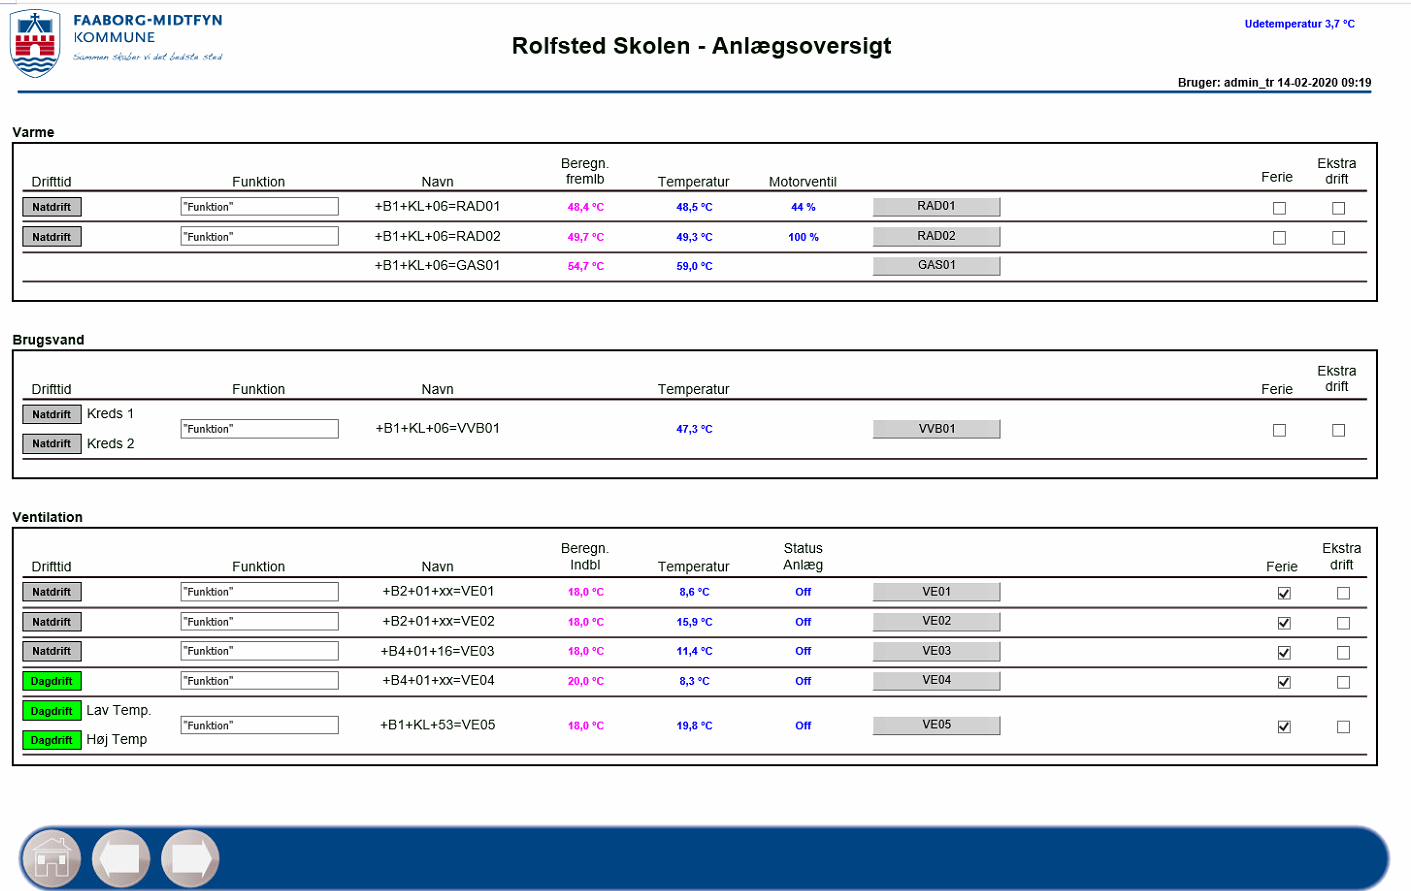 FAABORG-MIDTFYN
KOMMUNE
Sammen skaber vi det bedste sted
Udetemperatur 3,7 °C
Rolfsted Skolen - Anlægsoversigt
Bruger: admin_tr 14-02-2020 09:19
Varme
Drifttid Funktion Navn Beregn. fremlb Temperatur Motorventil Ferie Ekstra drift
Natdrift "Funktion" +B1+KL+06=RAD01 48,4 °C 48,5 °C 44 % RAD01
Natdrift "Funktion" +B1+KL+06=RAD02 49,7 °C 49,3 °C 100 % RAD02
+B1+KL+06=GAS01 54,7 °C 59,0 °C GAS01
Brugsvand
Drifttid Funktion Navn Temperatur Ferie Ekstra drift
Natdrift Kreds 1
"Funktion" +B1+KL+06=VVB01 47,3 °C VVB01
Natdrift Kreds 2
Ventilation
Drifttid Funktion Navn Beregn. Indbl Temperatur Status Anlæg Ferie Ekstra drift
Natdrift "Funktion" +B2+01+xx=VE01 18,0 °C 8,6 °C Off VE01
Natdrift "Funktion" +B2+01+xx=VE02 18,0 °C 15,9 °C Off VE02
Natdrift "Funktion" +B4+01+16=VE03 18,0 °C 11,4 °C Off VE03
Dagdrift "Funktion" +B4+01+xx=VE04 20,0 °C 8,3 °C Off VE04
Dagdrift Lav Temp.
"Funktion" +B1+KL+53=VE05 18,0 °C 19,8 °C Off VE05
Dagdrift Høj Temp